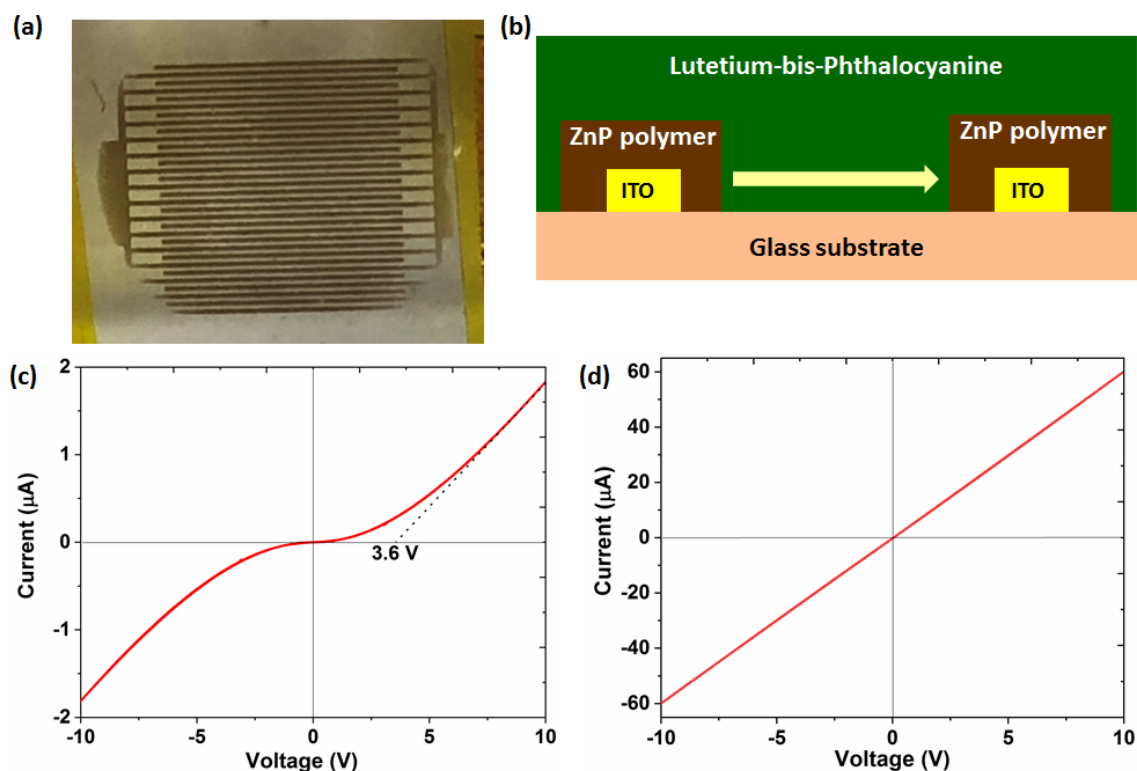 (a)
(b)
Lutetium-bis-Phthalocyanine
ZnP polymer
ZnP polymer
ITO
ITO
Glass substrate
(c)
2
1
0
-1
-2
Current (μA)
3.6 V
-10
-5
0
5
10
Voltage (V)
(d)
60
40
20
0
-20
-40
-60
Current (μA)
-10
-5
0
5
10
Voltage (V)